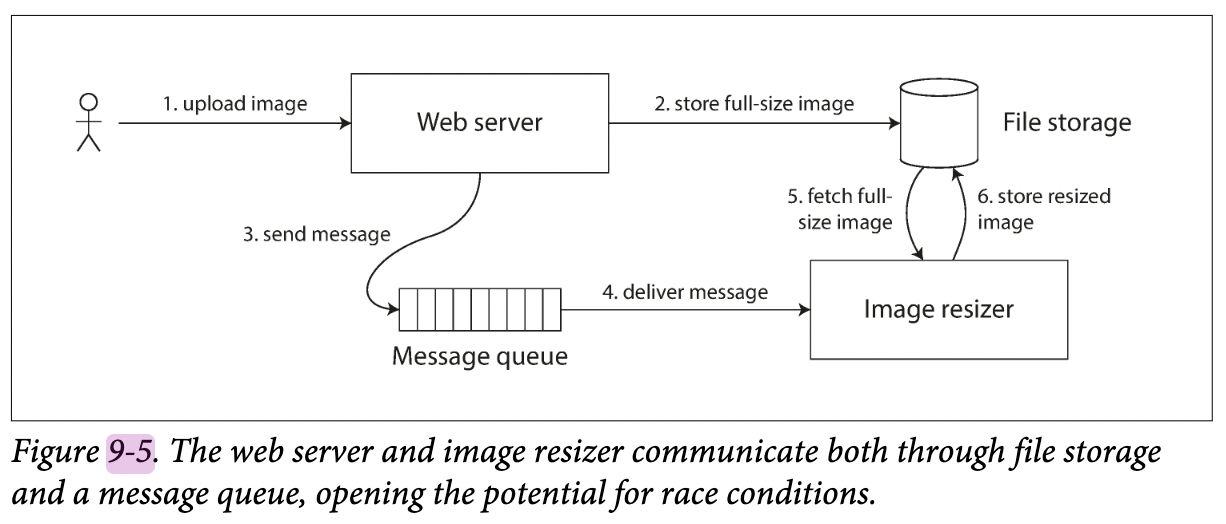 1. upload image
Web server
2. store full-size image
File storage
3. send message
5. fetch full-
size image
6. store resized
image
4. deliver message
Image resizer
Message queue
Figure 9-5. The web server and image resizer communicate both through file storage
and a message queue, opening the potential for race conditions.